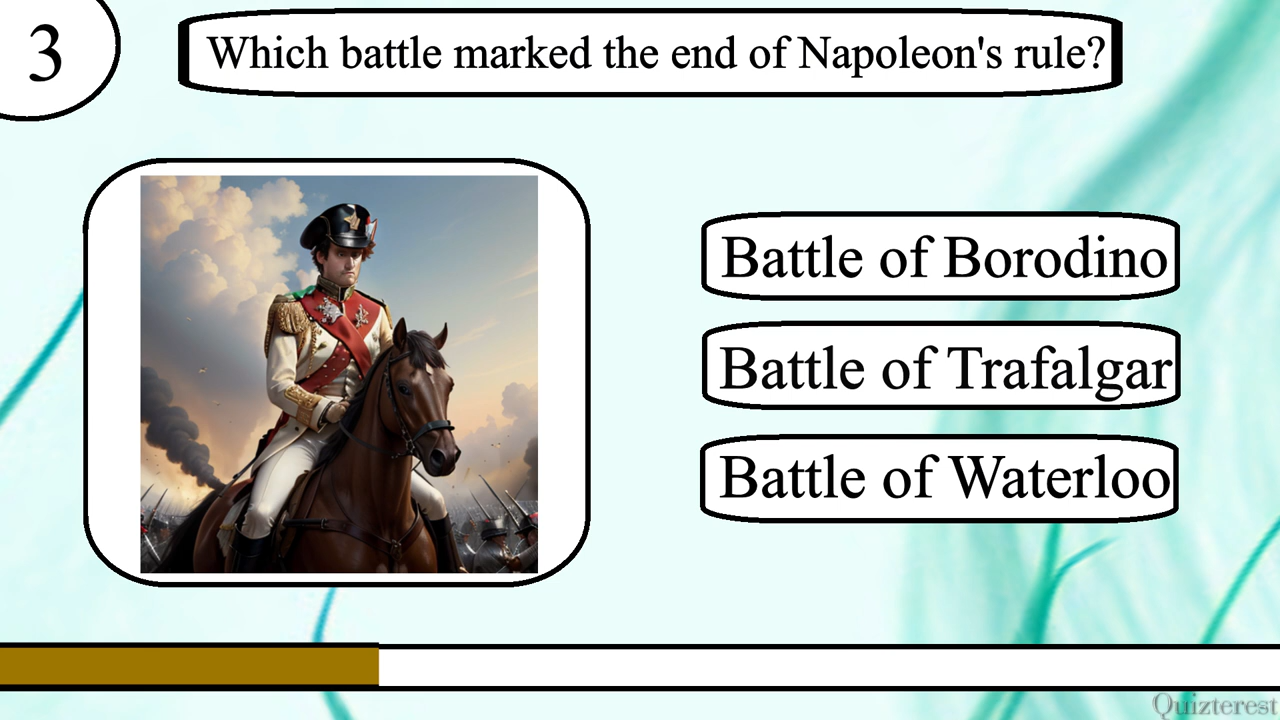 3
Which battle marked the end of Napoleon's rule?
Battle of Borodino
Battle of Trafalgar
Battle of Waterloo
Quizterest